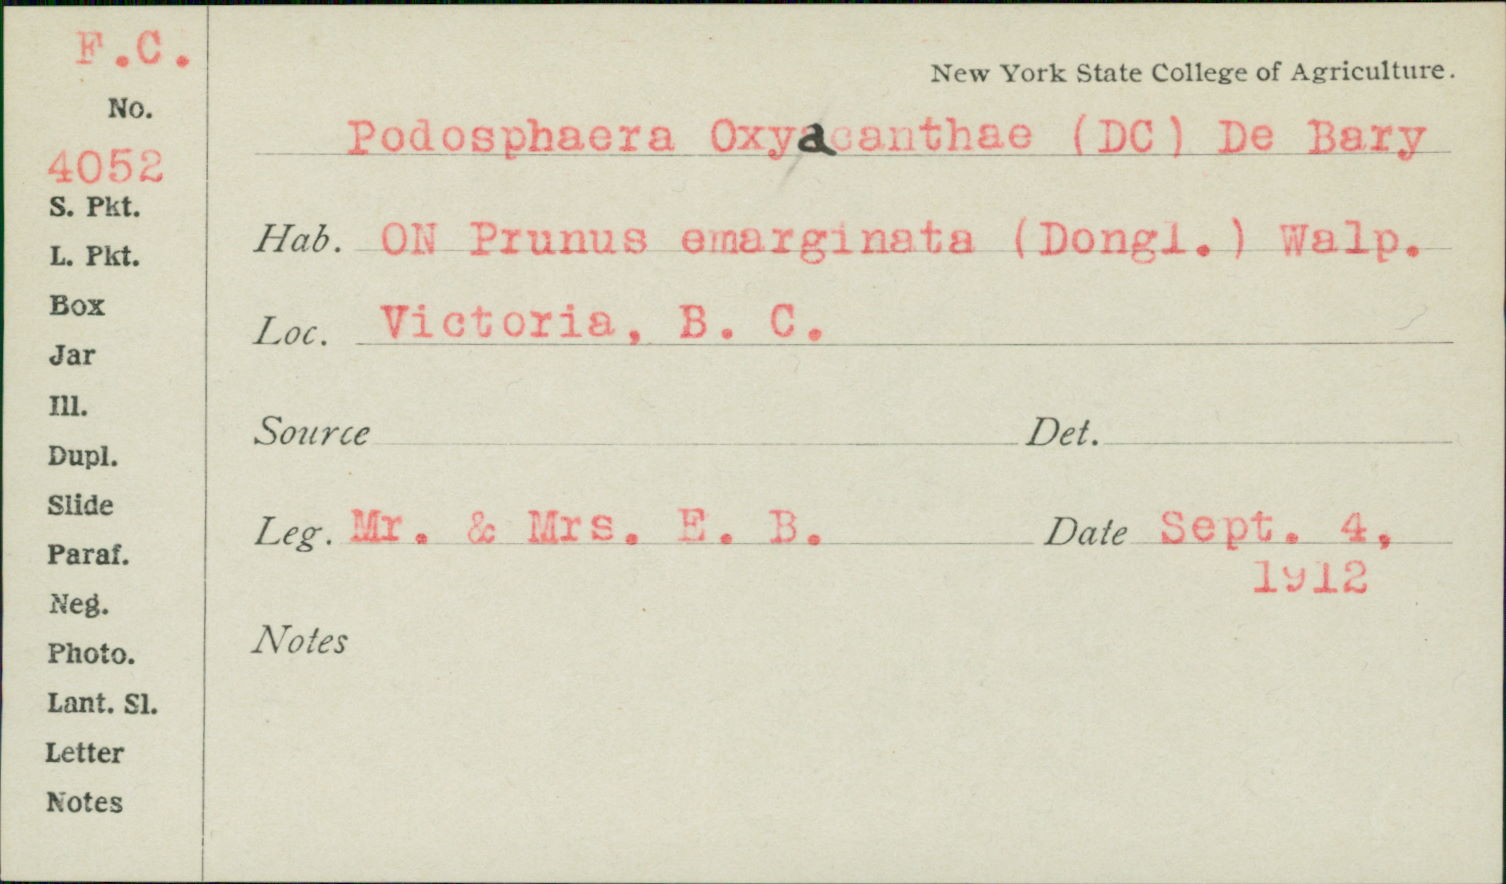 F.C.
No.
4052
S. Pkt.
L. Pkt.
Box
Jar
Ill.
Dupl.
Slide
Paraf.
Neg.
Photo.
Lant. Sl.
Letter
Notes
New York State College of Agriculture.
Podosphaera Oxyacanthae (DC) De Bary
Hab. ON Prunus emarginata (Dongl.) Walp.
Loc. Victoria, B. C.
Source Det.
Leg. Mr. & Mrs. E. B. Date Sept. 4,
1912
Notes